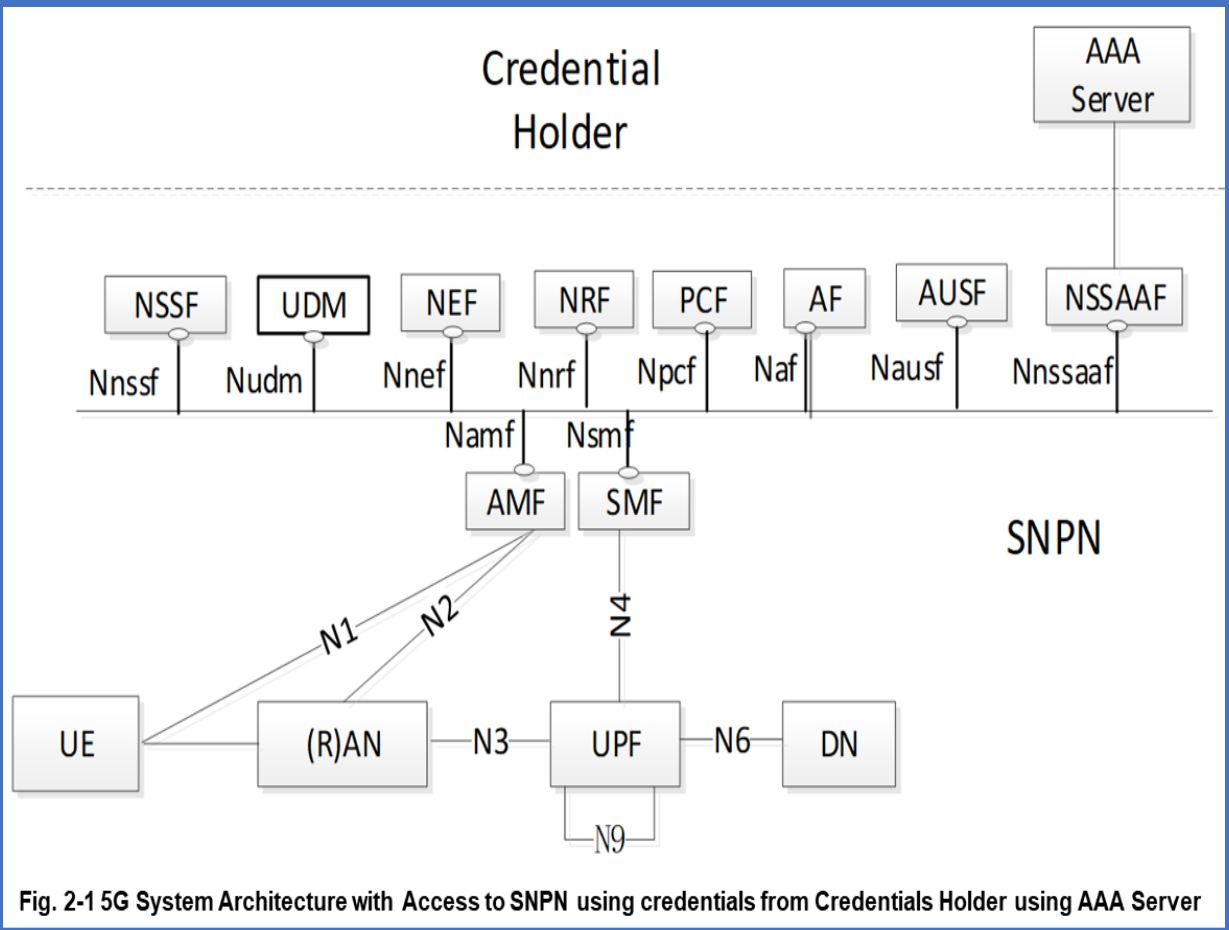 Credential
Holder
AAA
Server
NSSF
UDM
NEF
NRF
PCF
AF
AUSF
NSSAAF
Nnssf
Nudm
Nnef
Nnrf
Npcf
Naf
Nausf
Nnssaaf
Namf
Nsmf
AMF
SMF
SNPN
N1
N2
N4
UE
(R)AN
N3
UPF
N6
DN
N9
Fig. 2-1 5G System Architecture with Access to SNPN using credentials from Credentials Holder using AAA Server